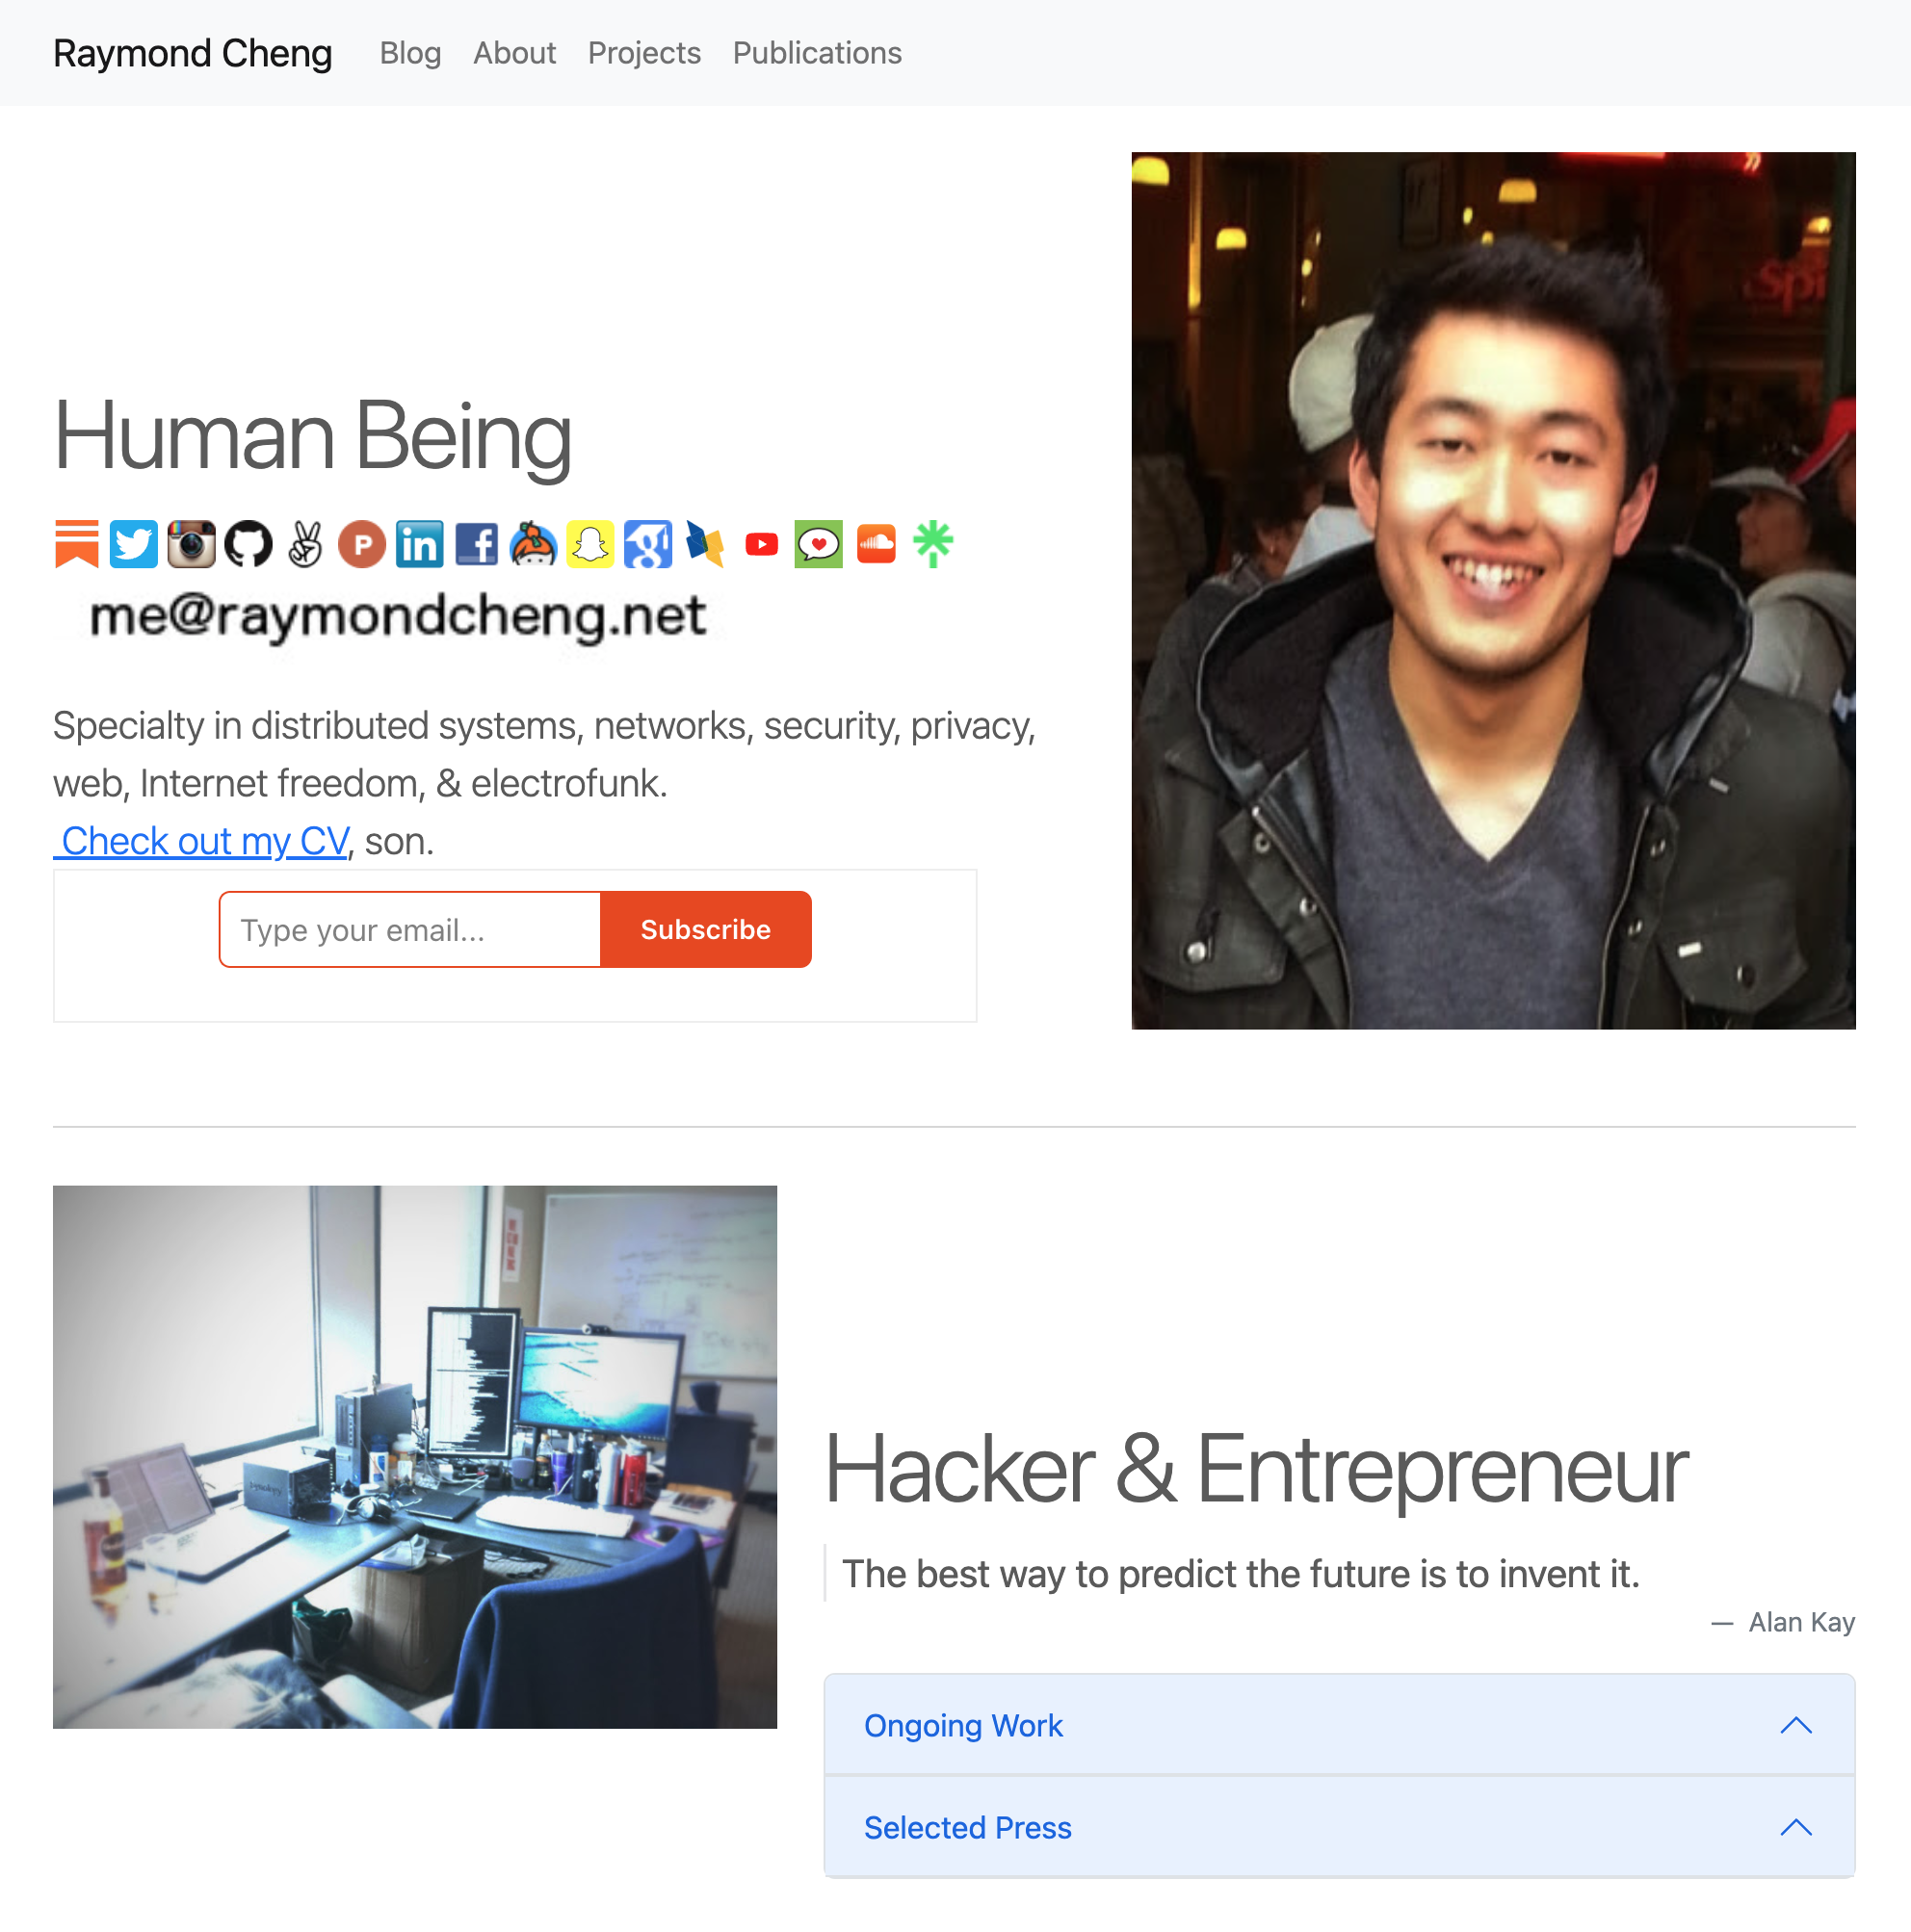 Raymond Cheng Blog About Projects Publications
Human Being
me@raymondcheng.net
Specialty in distributed systems, networks, security, privacy,
web, Internet freedom, & electrofunk.
Check out my CV, son.
Type your email... Subscribe
Hacker & Entrepreneur
The best way to predict the future is to invent it.
— Alan Kay
Ongoing Work
Selected Press